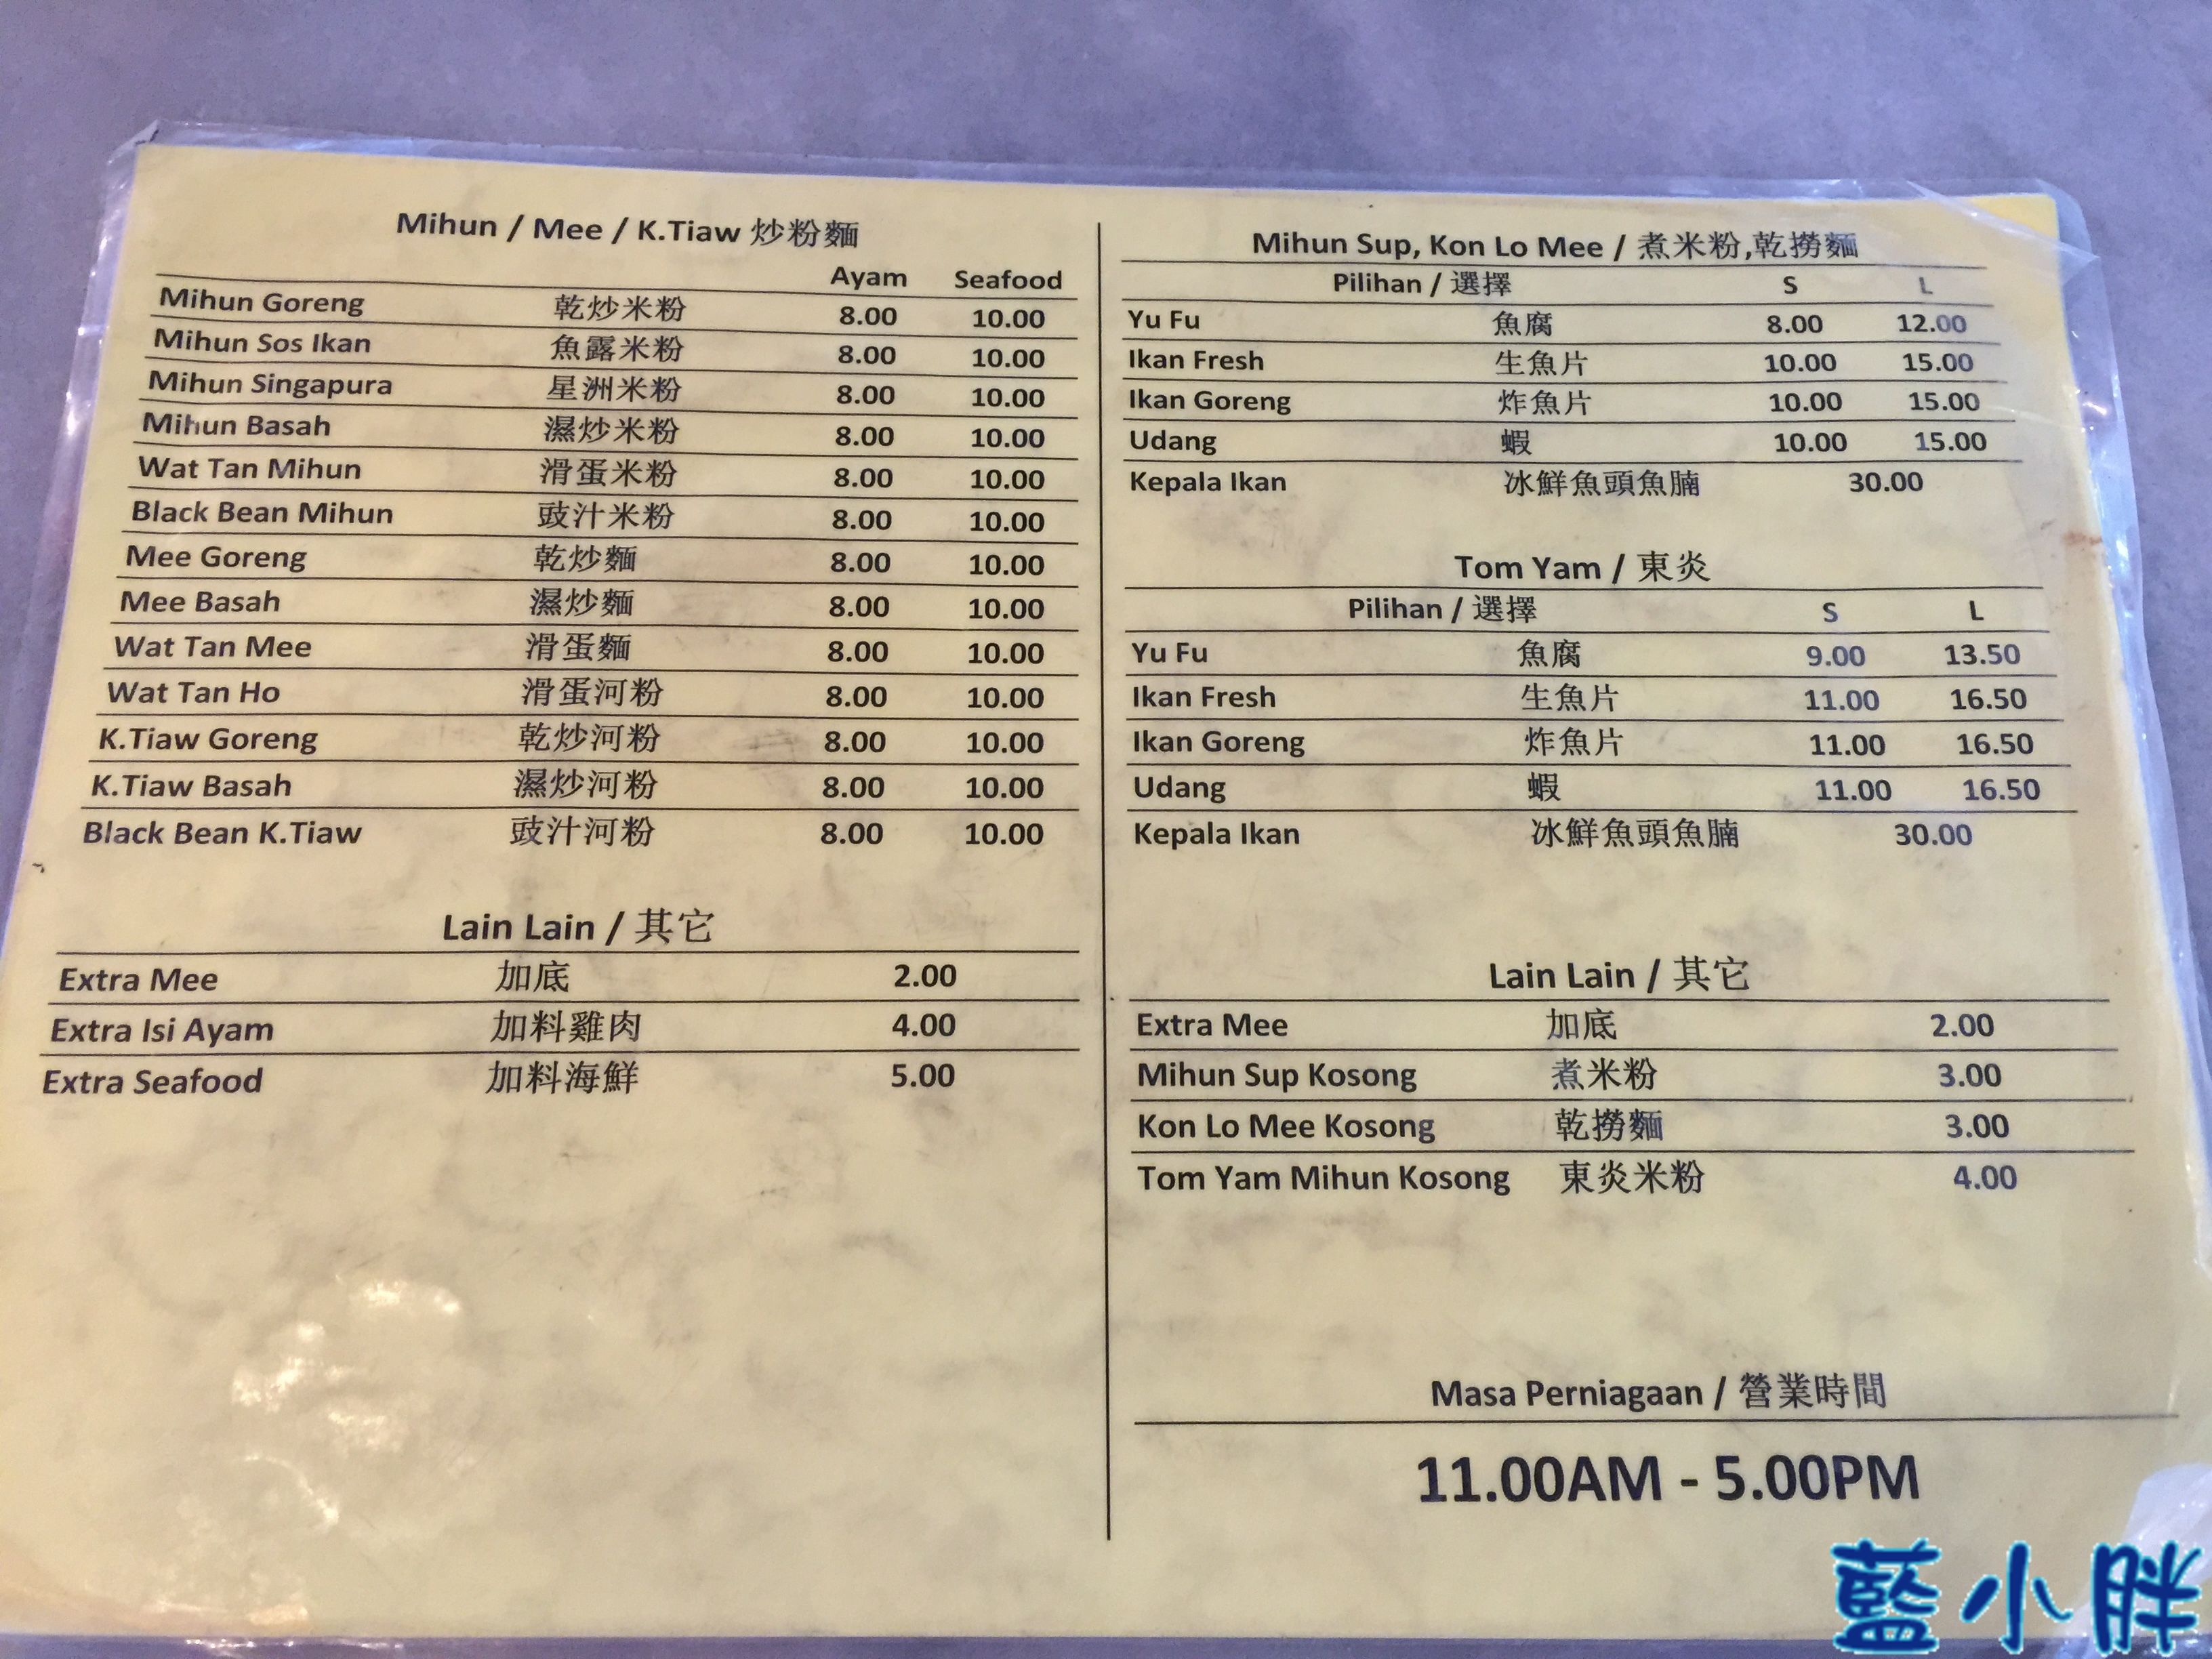 Mihun / Mee / K.Tiaw 炒粉麵
Ayam Seafood
Mihun Goreng 乾炒米粉 8.00 10.00
Mihun Sos Ikan 魚露米粉 8.00 10.00
Mihun Singapura 星洲米粉 8.00 10.00
Mihun Basah 濕炒米粉 8.00 10.00
Wat Tan Mihun 滑蛋米粉 8.00 10.00
Black Bean Mihun 豉汁米粉 8.00 10.00
Mee Goreng 乾炒麵 8.00 10.00
Mee Basah 濕炒麵 8.00 10.00
Wat Tan Mee 滑蛋麵 8.00 10.00
Wat Tan Ho 滑蛋河粉 8.00 10.00
K.Tiaw Goreng 乾炒河粉 8.00 10.00
K.Tiaw Basah 濕炒河粉 8.00 10.00
Black Bean K.Tiaw 豉汁河粉 8.00 10.00
Lain Lain / 其它
Extra Mee 加底 2.00
Extra Isi Ayam 加料雞肉 4.00
Extra Seafood 加料海鮮 5.00
Mihun Sup, Kon Lo Mee / 煮米粉,乾撈麵
Pilihan / 選擇 S L
Yu Fu 魚腐 8.00 12.00
Ikan Fresh 生魚片 10.00 15.00
Ikan Goreng 炸魚片 10.00 15.00
Udang 蝦 10.00 15.00
Kepala Ikan 冰鮮魚頭魚腩 30.00
Tom Yam / 東炎
Pilihan / 選擇 S L
Yu Fu 魚腐 9.00 13.50
Ikan Fresh 生魚片 11.00 16.50
Ikan Goreng 炸魚片 11.00 16.50
Udang 蝦 11.00 16.50
Kepala Ikan 冰鮮魚頭魚腩 30.00
Lain Lain / 其它
Extra Mee 加底 2.00
Mihun Sup Kosong 煮米粉 3.00
Kon Lo Mee Kosong 乾撈麵 3.00
Tom Yam Mihun Kosong 東炎米粉 4.00
Masa Perniagaan / 營業時間
11.00AM - 5.00PM
藍小胖